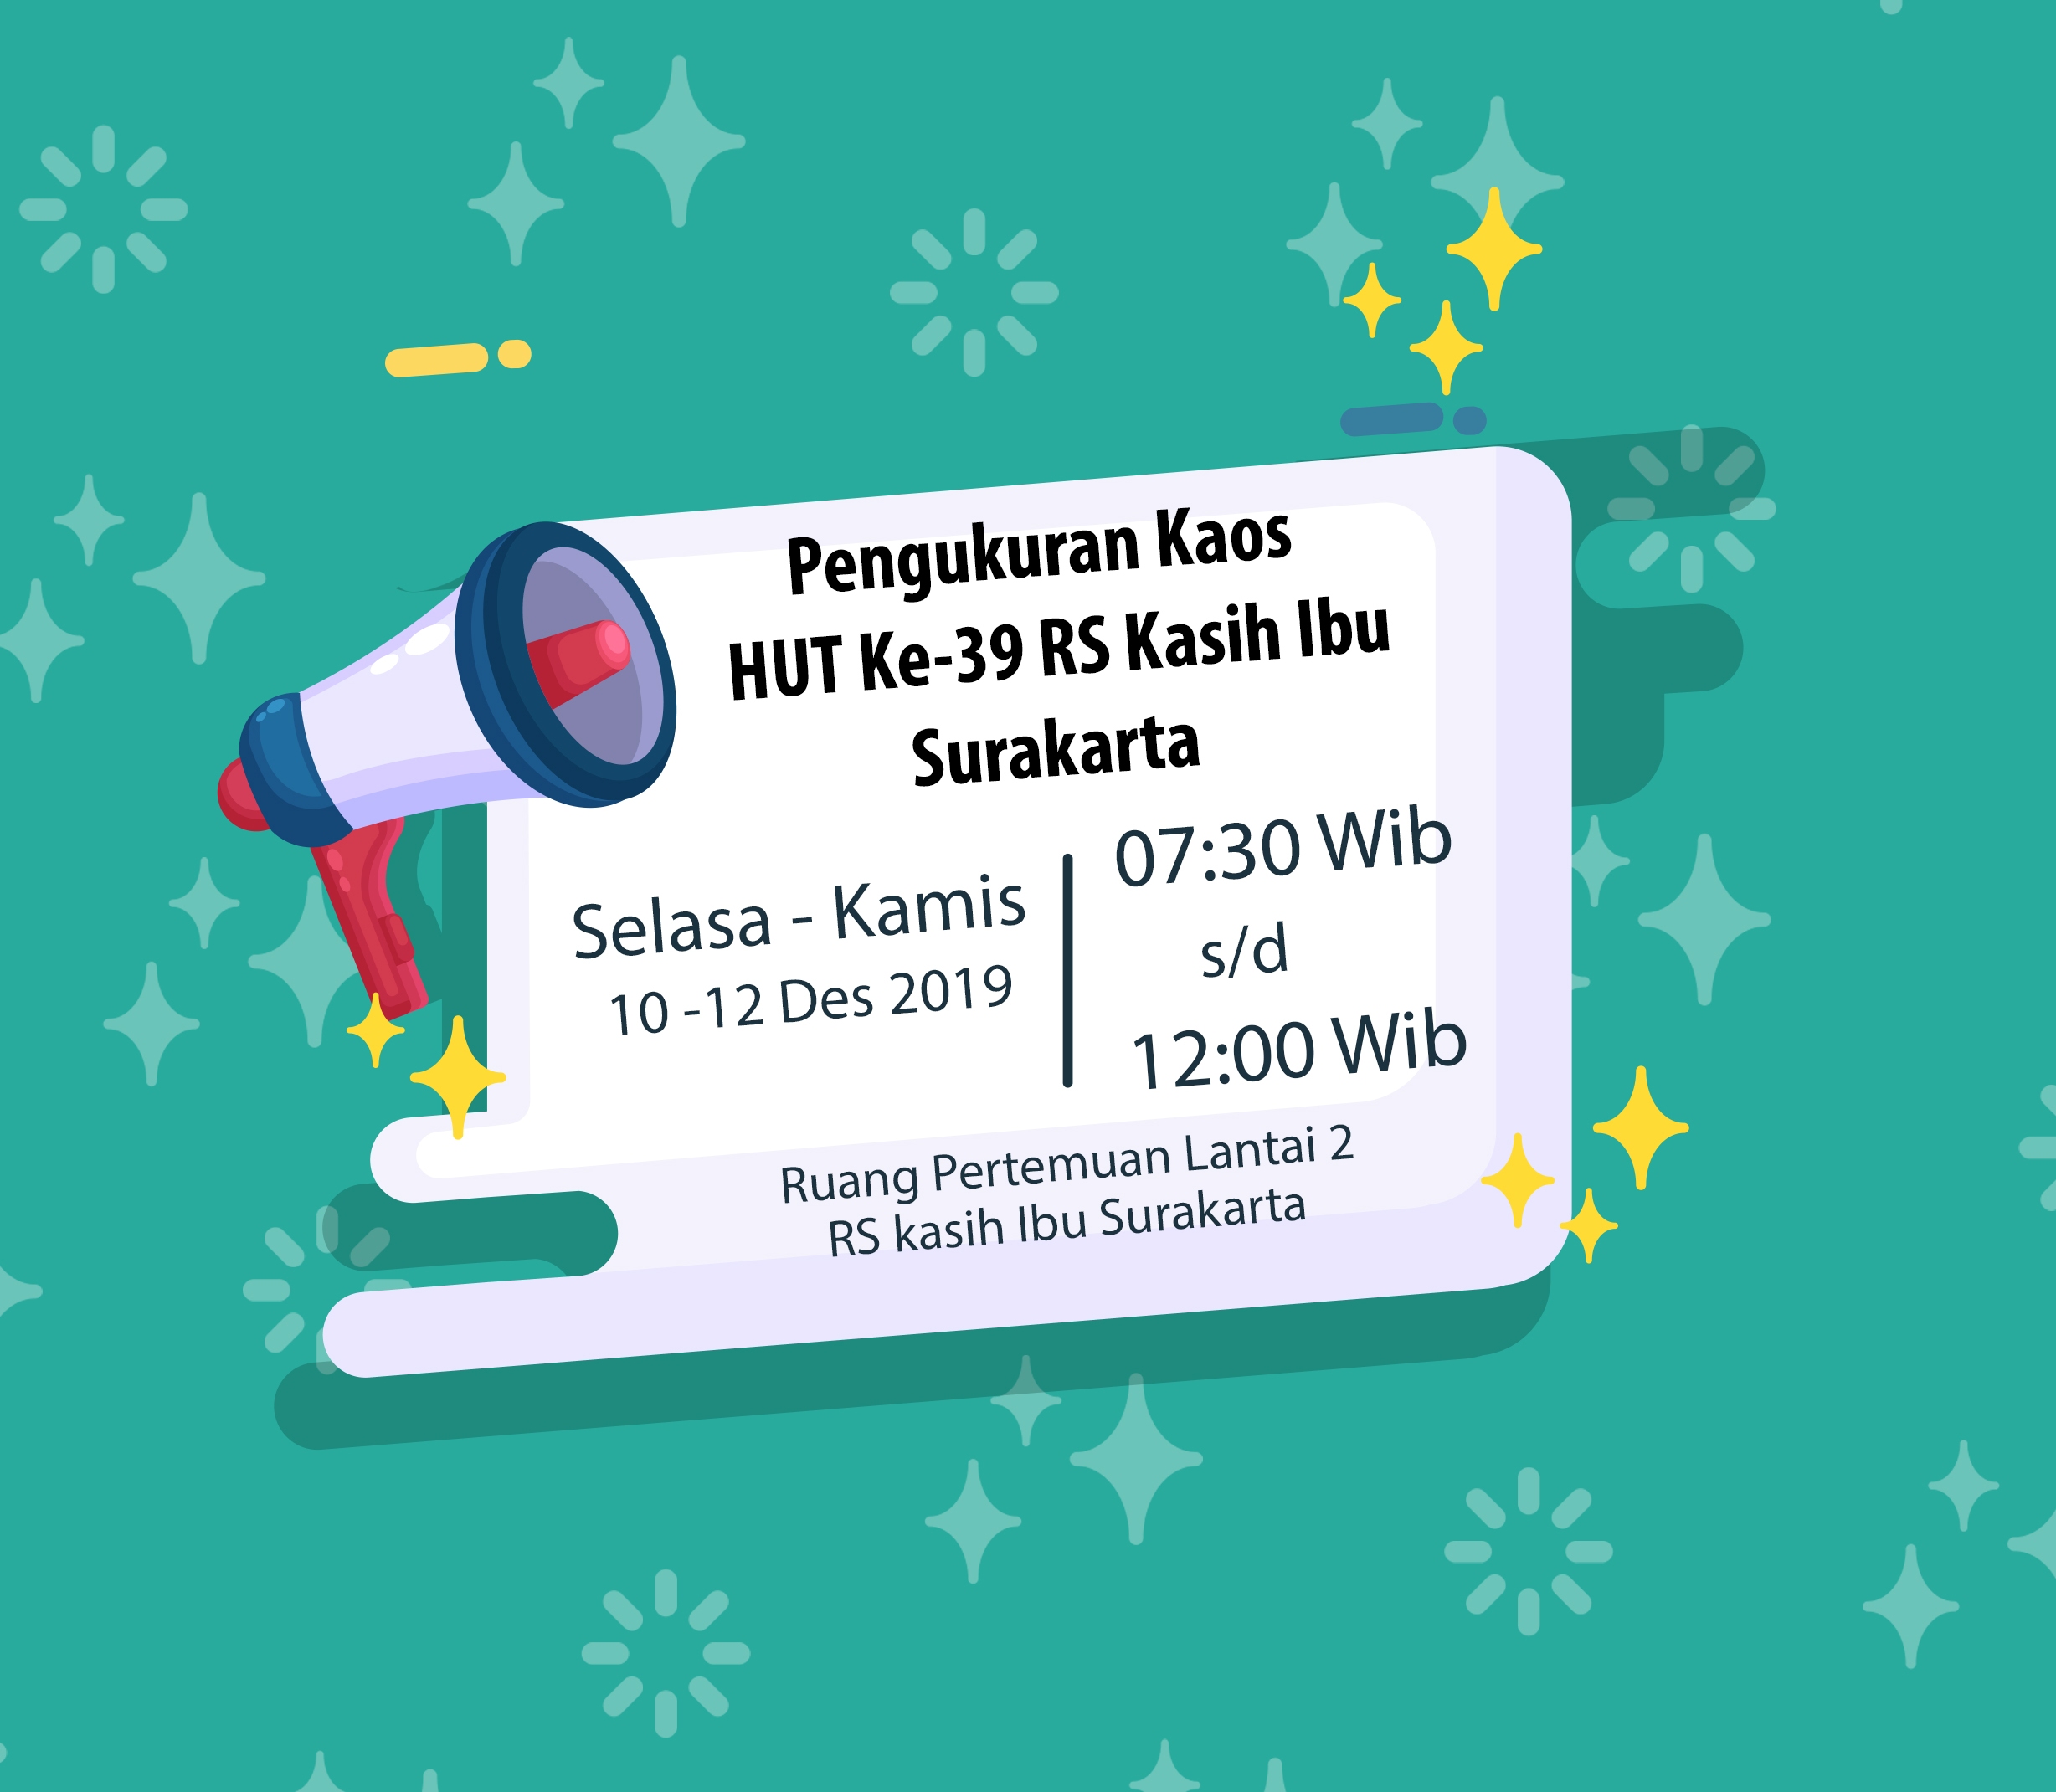 Pengukuran Kaos
HUT Ke-39 RS Kasih Ibu
Surakarta
Selasa - Kamis
10 -12 Des 2019
07:30 Wib
s/d
12:00 Wib
Ruang Pertemuan Lantai 2
RS kasih Ibu Surakarta